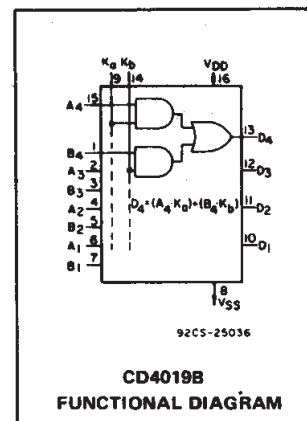 Ka Kb
9 14
VDD
16
A4 15
B4 1
A3 2
B3 3
A2 4
B2 5
A1 6
B1 7
13 D4
12 D3
D4=(A4·Ka)+(B4·Kb)
11 D2
10 D1
8
VSS
92CS-25036
CD4019B
FUNCTIONAL DIAGRAM